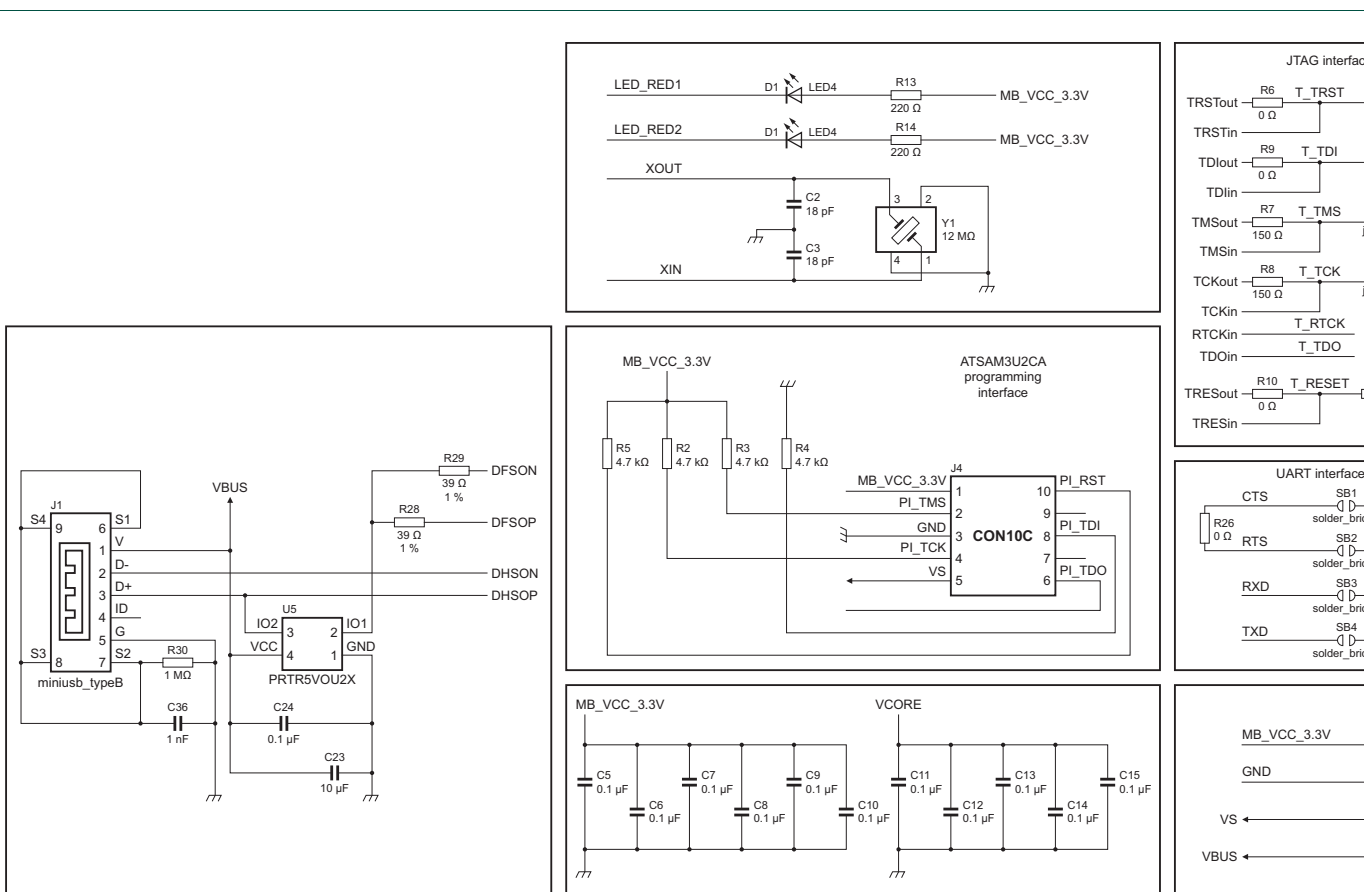 LED_RED1
D1
LED4
R13
220 Ω
MB_VCC_3.3V
LED_RED2
D1
LED4
R14
220 Ω
MB_VCC_3.3V
XOUT
C2
18 pF
C3
18 pF
XIN
3
2
4
1
Y1
12 MΩ
JTAG interfac
TRSTout
R6
0 Ω
T_TRST
TRSTin
TDIout
R9
0 Ω
T_TDI
TDIin
TMSout
R7
150 Ω
T_TMS
j
TMSin
TCKout
R8
150 Ω
T_TCK
j
TCKin
RTCKin
T_RTCK
TDOin
T_TDO
TRESout
R10
0 Ω
T_RESET
TRESin
J1
S4
9
6
S1
V
1
D-
2
D+
3
ID
4
G
5
S3
8
7
S2
miniusb_typeB
VBUS
R29
39 Ω
1 %
DFSON
R28
39 Ω
1 %
DFSOP
DHSON
DHSOP
U5
IO2
3
2
IO1
VCC
4
1
GND
PRTR5VOU2X
R30
1 MΩ
C36
1 nF
C24
0.1 µF
C23
10 µF
MB_VCC_3.3V
ATSAM3U2CA
programming
interface
R5
4.7 kΩ
R2
4.7 kΩ
R3
4.7 kΩ
R4
4.7 kΩ
J4
MB_VCC_3.3V
1
10
PI_RST
PI_TMS
2
9
GND
3
CON10C
8
PI_TDI
PI_TCK
4
7
VS
5
6
PI_TDO
UART interface
CTS
SB1
solder_brid
R26
0 Ω
RTS
SB2
solder_brid
RXD
SB3
solder_brid
TXD
SB4
solder_brid
MB_VCC_3.3V
C5
0.1 µF
C6
0.1 µF
C7
0.1 µF
C8
0.1 µF
C9
0.1 µF
C10
0.1 µF
VCORE
C11
0.1 µF
C12
0.1 µF
C13
0.1 µF
C14
0.1 µF
C15
0.1 µF
MB_VCC_3.3V
GND
VS
VBUS